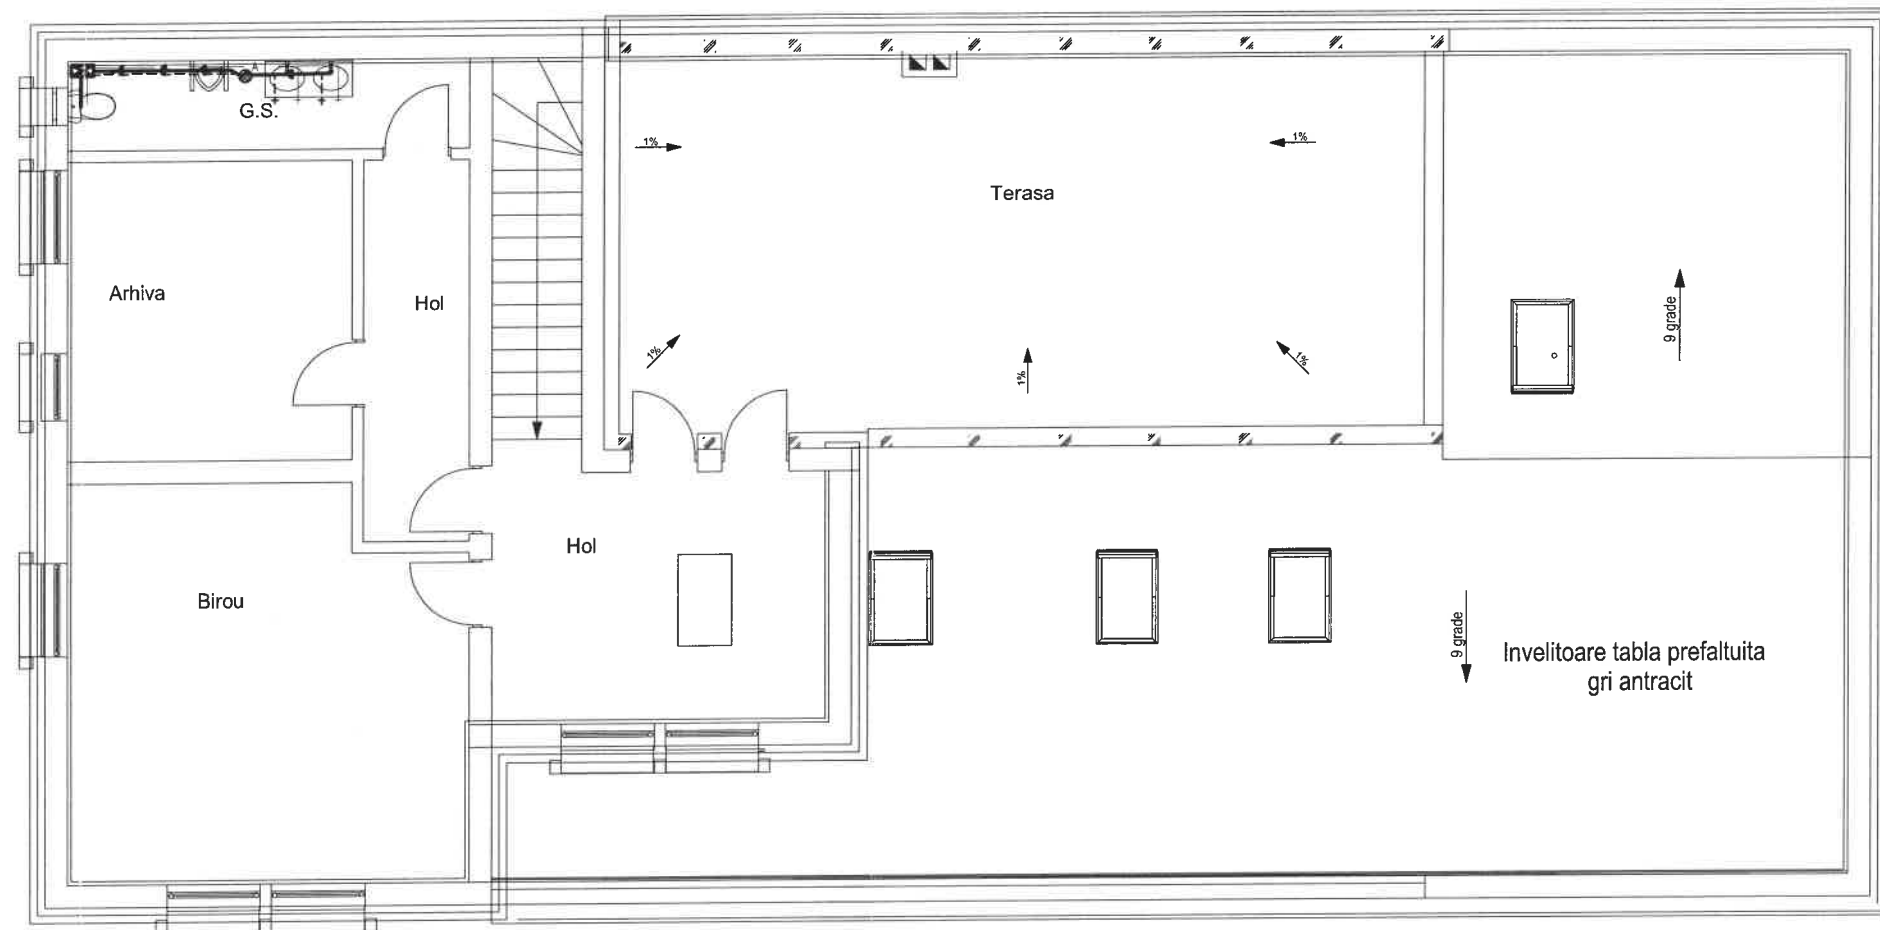 G.S.
1%
1%
Terasa
Arhiva
Hol
9 grade
1%
1%
1%
Hol
Birou
9 grade
Invelitoare tabla prefaltuita
gri antracit